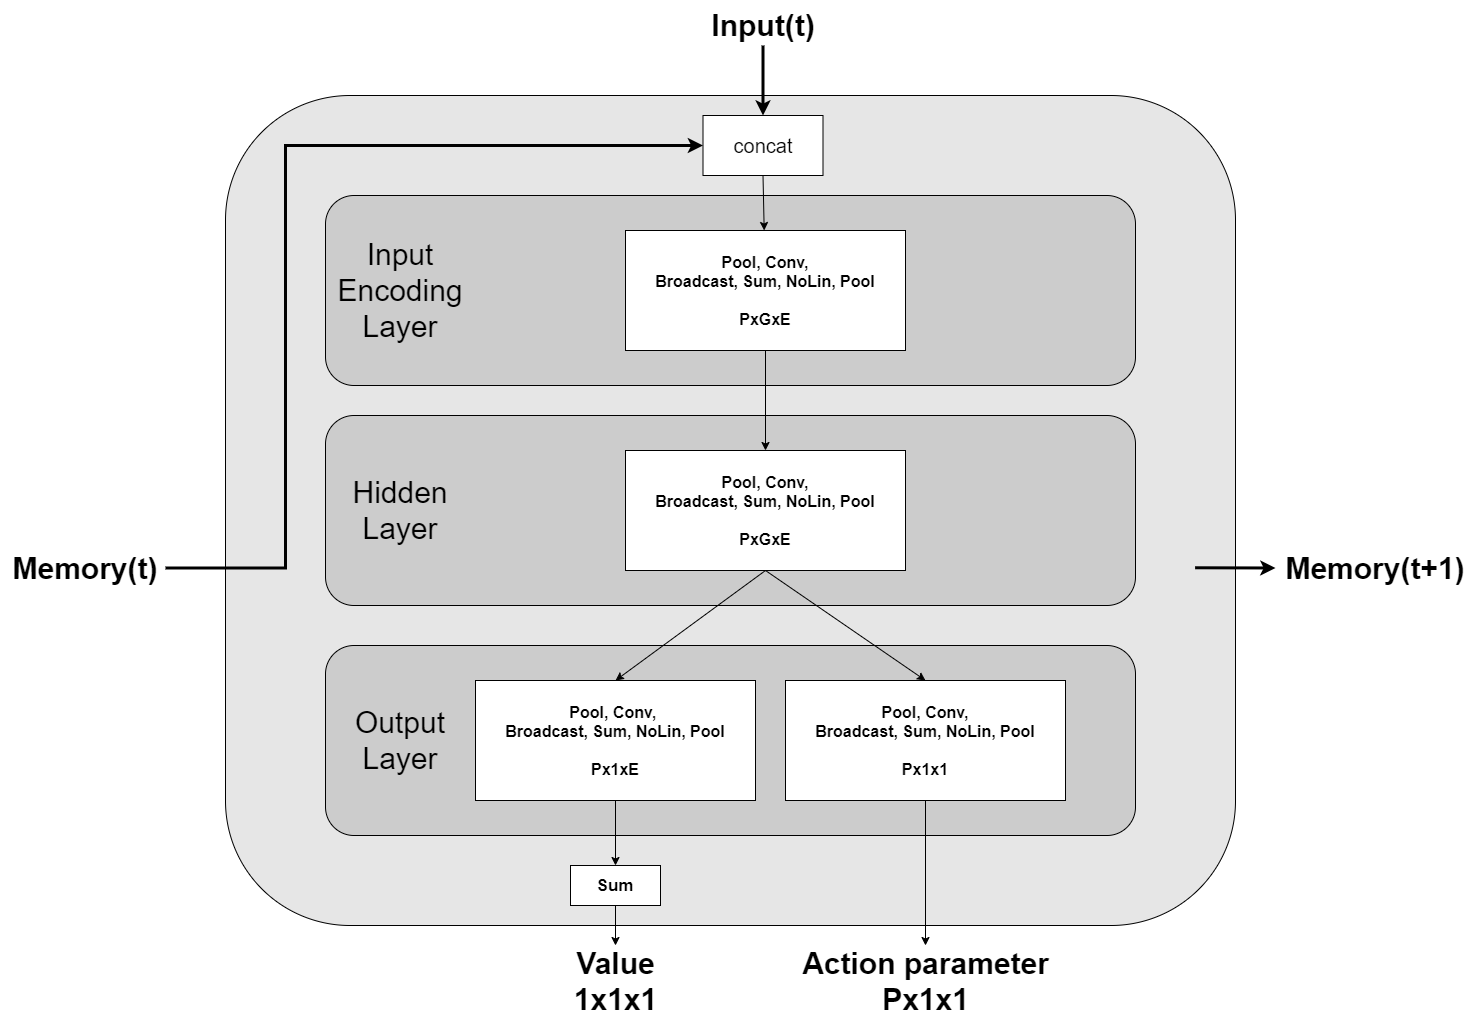 Input(t)
concat
Input
Encoding
Layer
Pool, Conv,
Broadcast, Sum, NoLin, Pool
PxGxE
Hidden
Layer
Pool, Conv,
Broadcast, Sum, NoLin, Pool
PxGxE
Memory(t)
Memory(t+1)
Output
Layer
Pool, Conv,
Broadcast, Sum, NoLin, Pool
Px1xE
Pool, Conv,
Broadcast, Sum, NoLin, Pool
Px1x1
Sum
Value
1x1x1
Action parameter
Px1x1